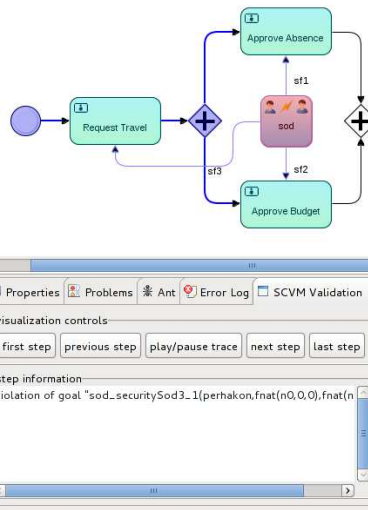 Approve Absence
sf1
Request Travel
sod
sf3
sf2
Approve Budget
Properties
Problems
Ant
Error Log
SCVM Validation
visualization controls
first step
previous step
play/pause trace
next step
last step
step information
iolation of goal "sod_securitySod3_1(perhakon,fnat(n0,0,0),fnat(n